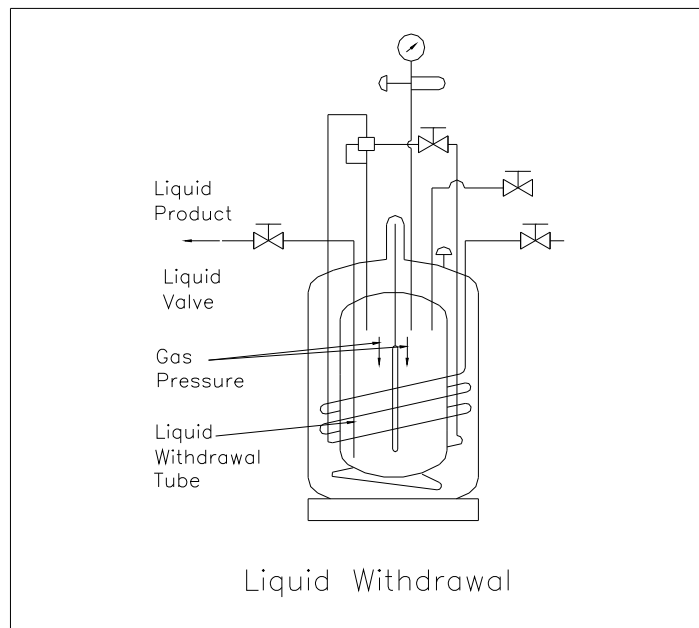 Liquid
Product
Liquid
Valve
Gas
Pressure
Liquid
Withdrawal
Tube
Liquid Withdrawal